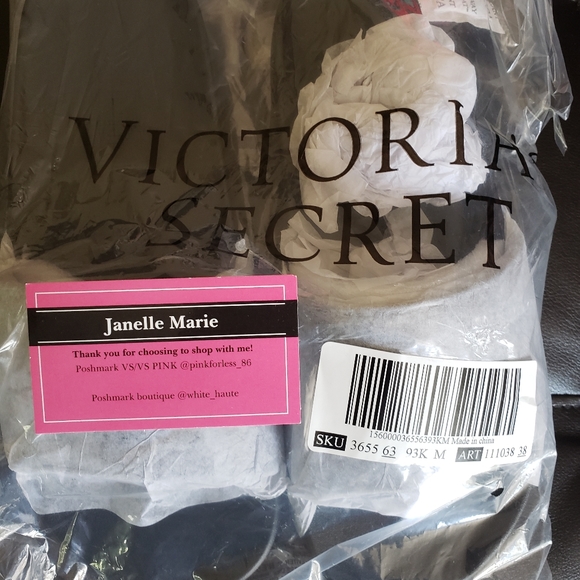 VICTORIA'S
SECRET
Janelle Marie
Thank you for choosing to shop with me!
Poshmark VS/VS PINK @pinkforless_86
Poshmark boutique @white_haute
156000036556393KM Made in china
SKU 3655 63 93K M ART 111038 38